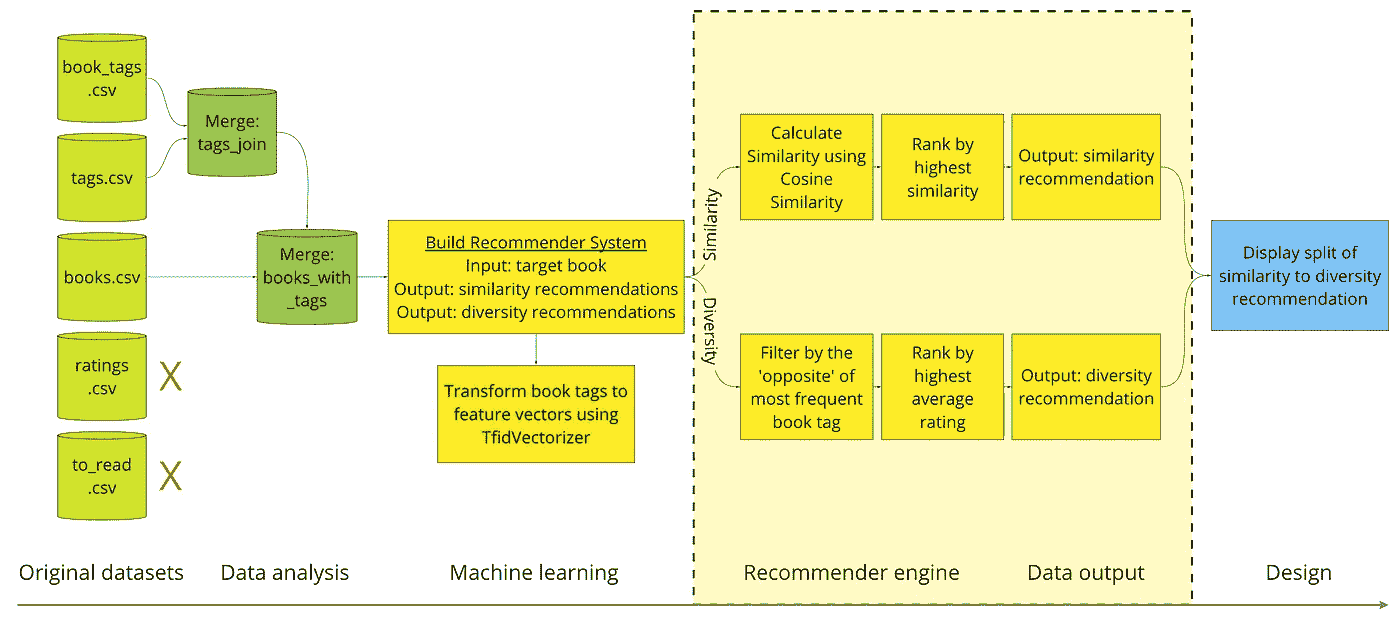 book_tags
.csv
tags.csv
books.csv
ratings
.csv
X
to_read
.csv
X
Merge:
tags_join
Merge:
books_with
_tags
Build Recommender System
Input: target book
Output: similarity recommendations
Output: diversity recommendations
Transform book tags to
feature vectors using
TfidVectorizer
Similarity
Diversity
Calculate
Similarity using
Cosine
Similarity
Rank by
highest
similarity
Output: similarity
recommendation
Filter by the
'opposite' of
most frequent
book tag
Rank by
highest
average
rating
Output: diversity
recommendation
Display split of
similarity to diversity
recommendation
Original datasets
Data analysis
Machine learning
Recommender engine
Data output
Design